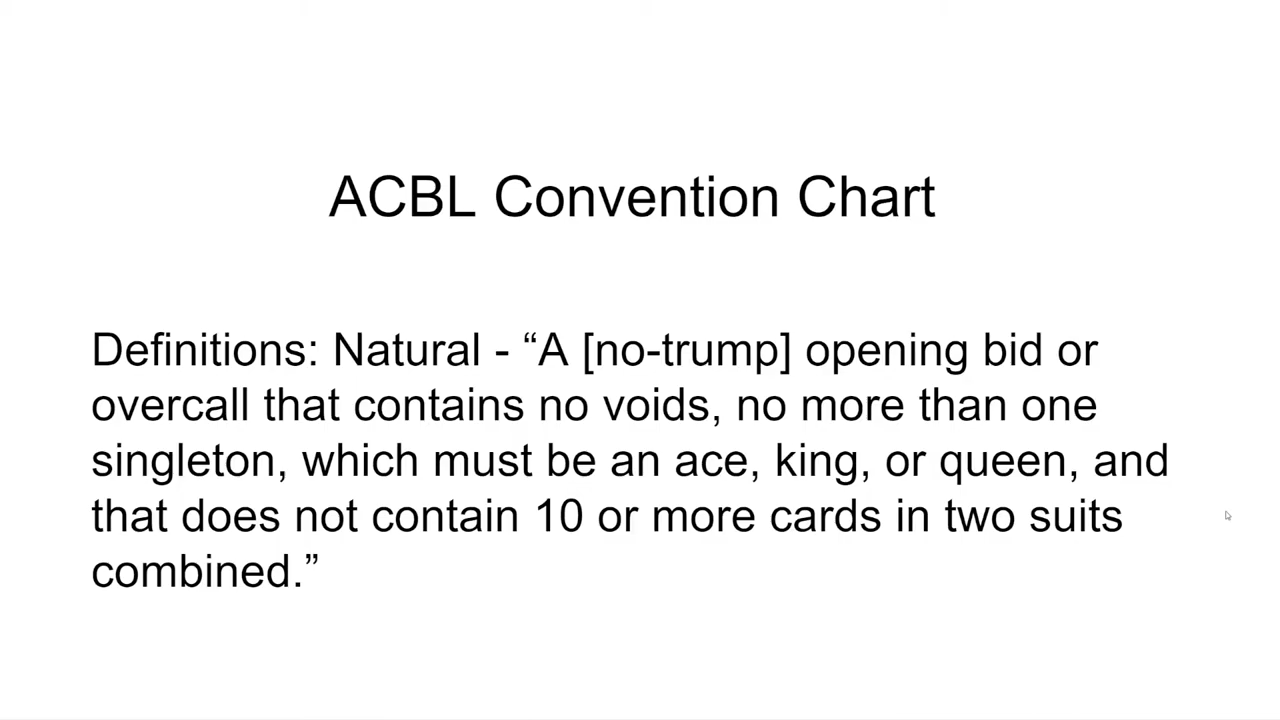 ACBL Convention Chart
Definitions: Natural - “A [no-trump] opening bid or
overcall that contains no voids, no more than one
singleton, which must be an ace, king, or queen, and
that does not contain 10 or more cards in two suits
combined.”